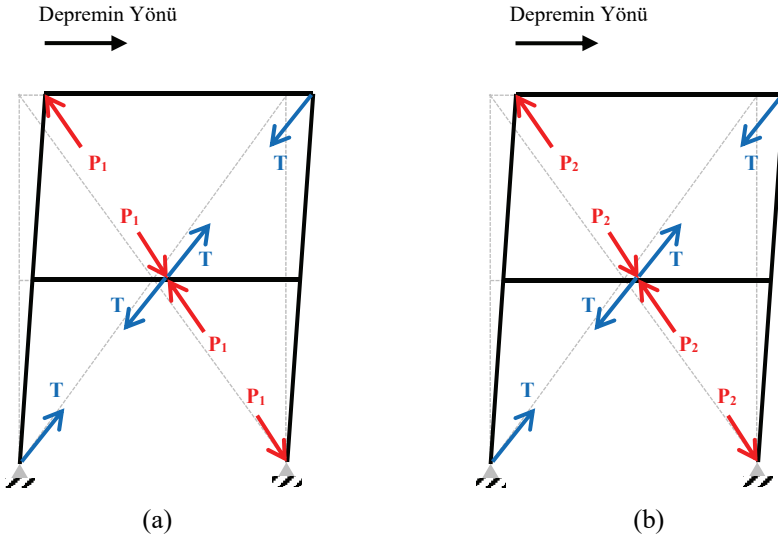 Depremin Yönü
Depremin Yönü
P₁
T
P₁
T
T
P₁
T
P₁
(a)
P₂
T
P₂
T
T
P₂
T
P₂
(b)